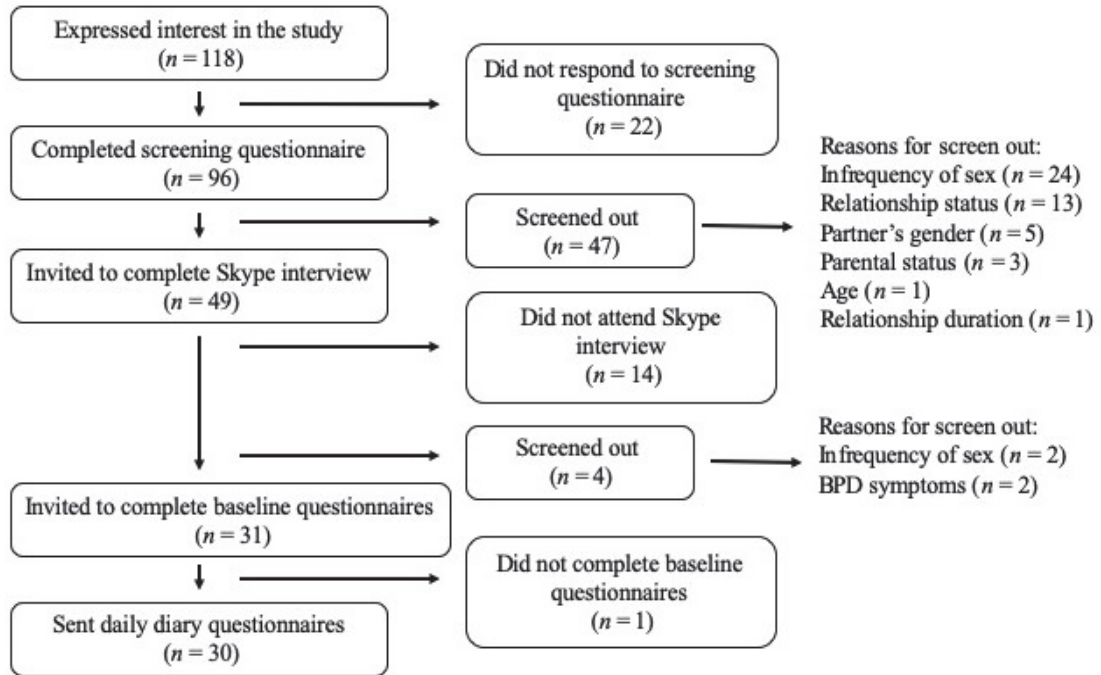 Expressed interest in the study
(n = 118)
Did not respond to screening
questionnaire
(n = 22)
Completed screening questionnaire
(n = 96)
Screened out
(n = 47)
Reasons for screen out:
Infrequency of sex (n = 24)
Relationship status (n = 13)
Partner's gender (n = 5)
Parental status (n = 3)
Age (n = 1)
Relationship duration (n = 1)
Invited to complete Skype interview
(n = 49)
Did not attend Skype
interview
(n = 14)
Screened out
(n = 4)
Reasons for screen out:
Infrequency of sex (n = 2)
BPD symptoms (n = 2)
Invited to complete baseline questionnaires
(n = 31)
Did not complete baseline
questionnaires
(n = 1)
Sent daily diary questionnaires
(n = 30)